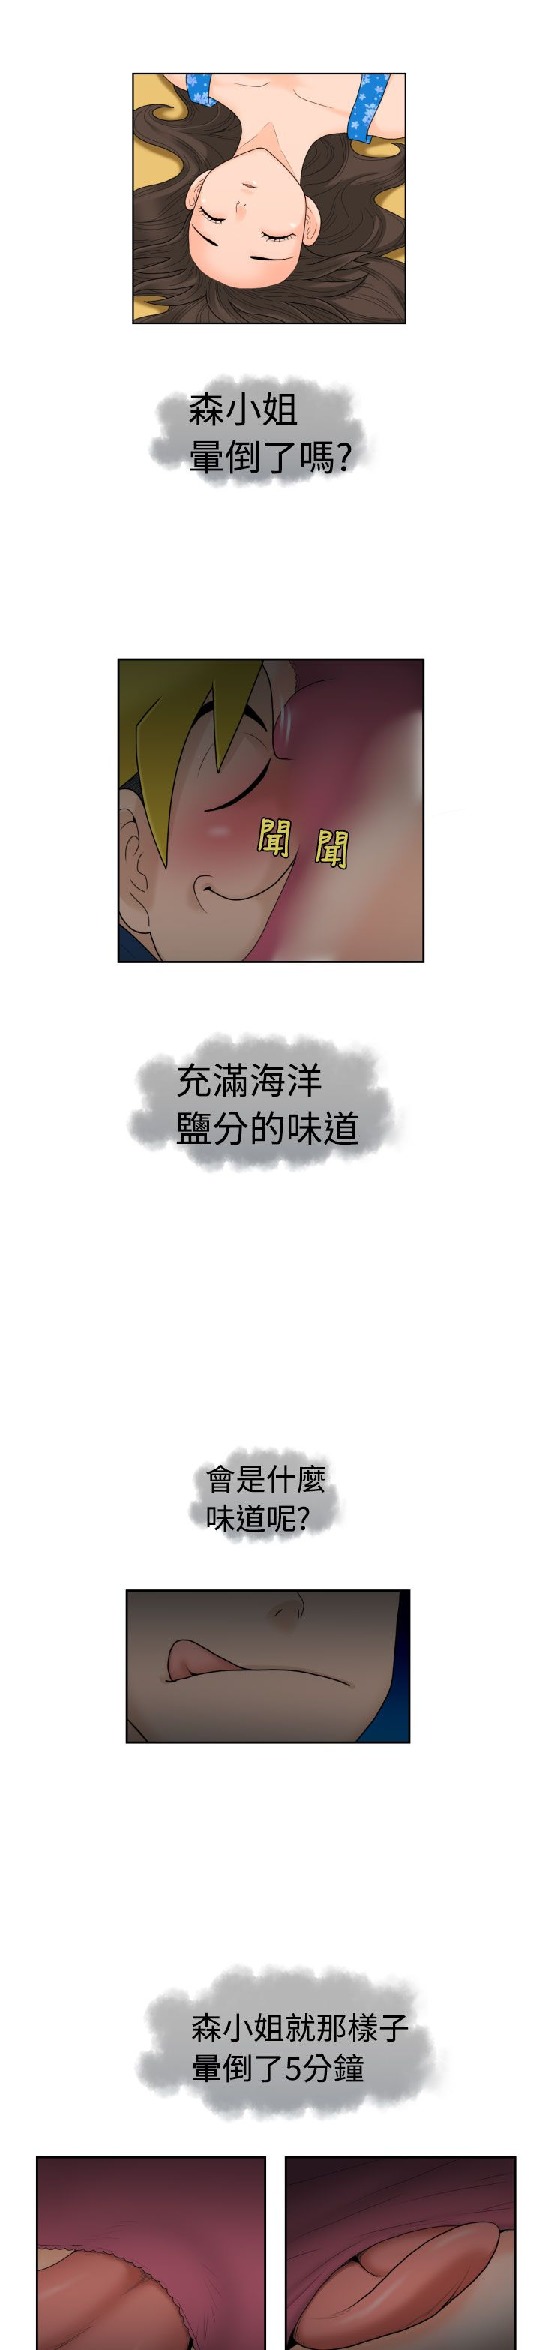 森小姐
暈倒了嗎?
聞 聞
充滿海洋
鹽分的味道
會是什麼
味道呢?
森小姐就那樣子
暈倒了5分鐘